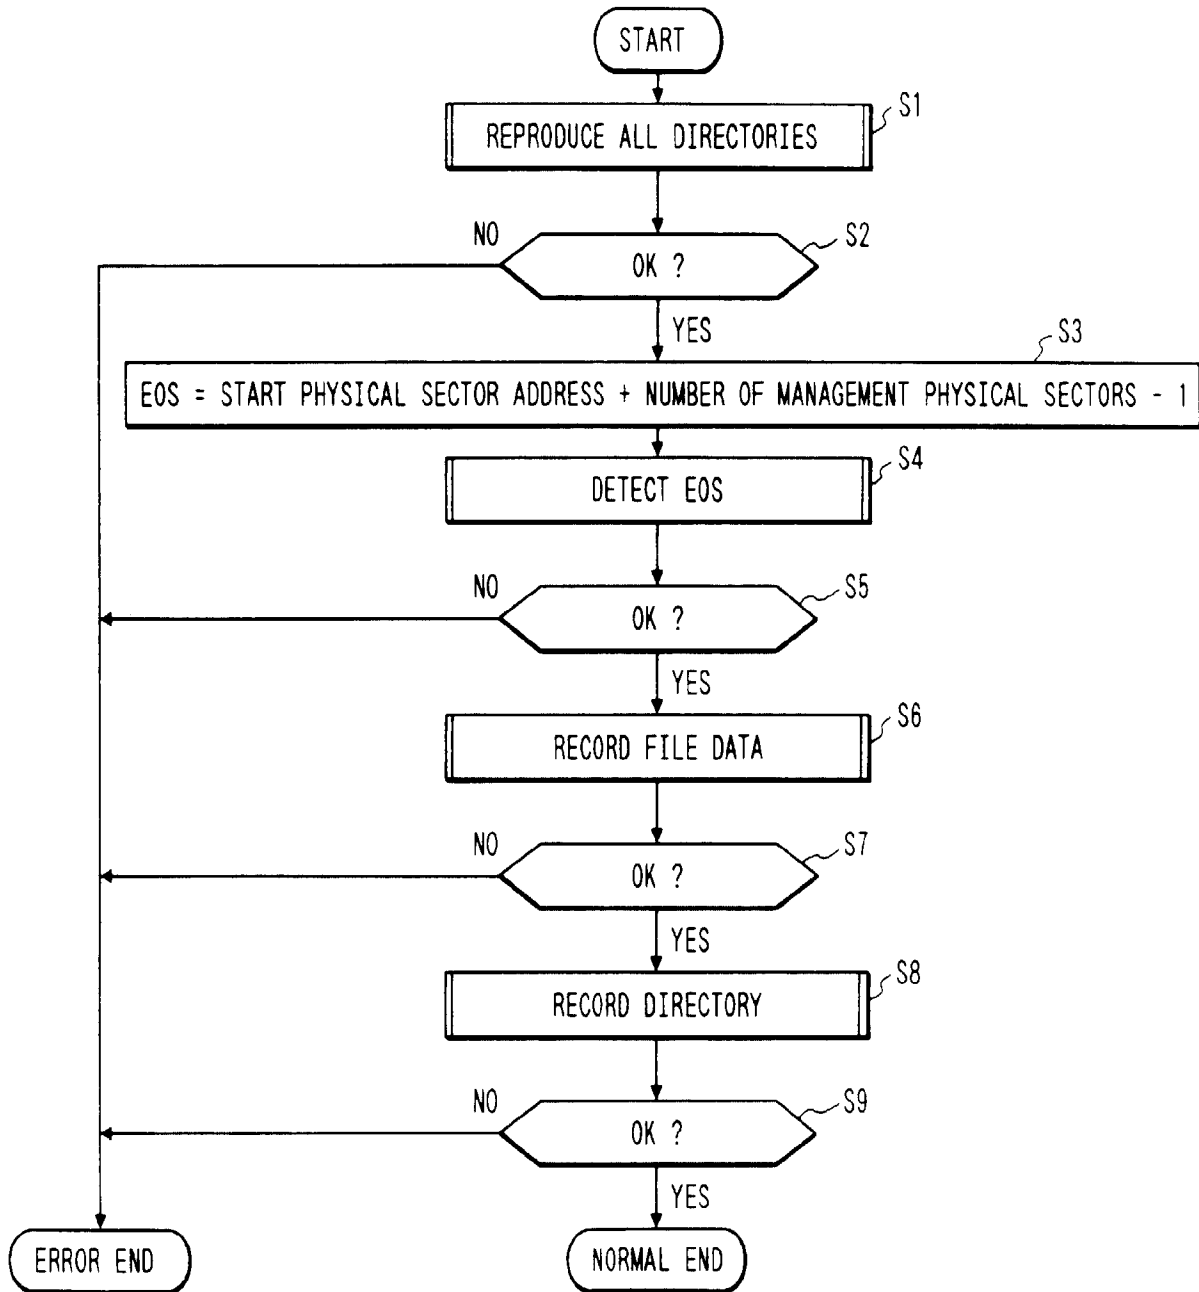 START
S1
REPRODUCE ALL DIRECTORIES
S2
NO
OK ?
YES
S3
EOS = START PHYSICAL SECTOR ADDRESS + NUMBER OF MANAGEMENT PHYSICAL SECTORS - 1
S4
DETECT EOS
S5
NO
OK ?
YES
S6
RECORD FILE DATA
S7
NO
OK ?
YES
S8
RECORD DIRECTORY
S9
NO
OK ?
YES
ERROR END
NORMAL END